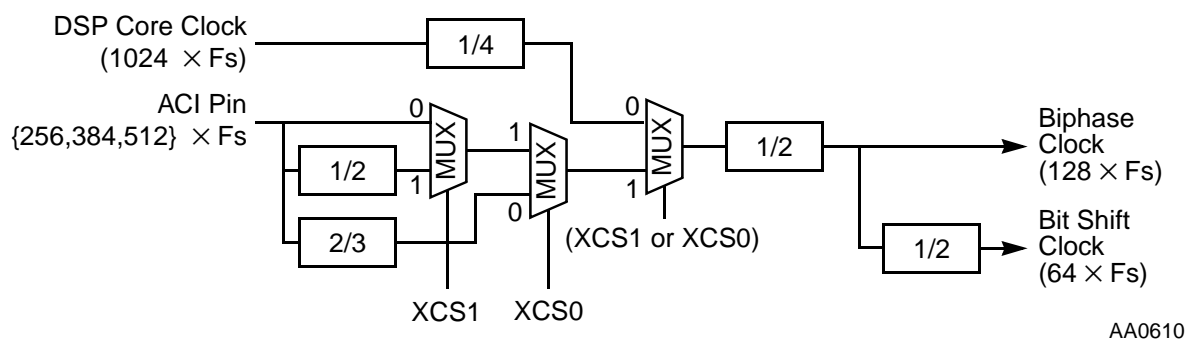 DSP Core Clock
(1024 × Fs)
1/4
ACI Pin
{256,384,512} × Fs
0
MUX
1
1/2
2/3
1
MUX
0
0
MUX
1
(XCS1 or XCS0)
XCS1
XCS0
1/2
Biphase
Clock
(128 × Fs)
1/2
Bit Shift
Clock
(64 × Fs)
AA0610